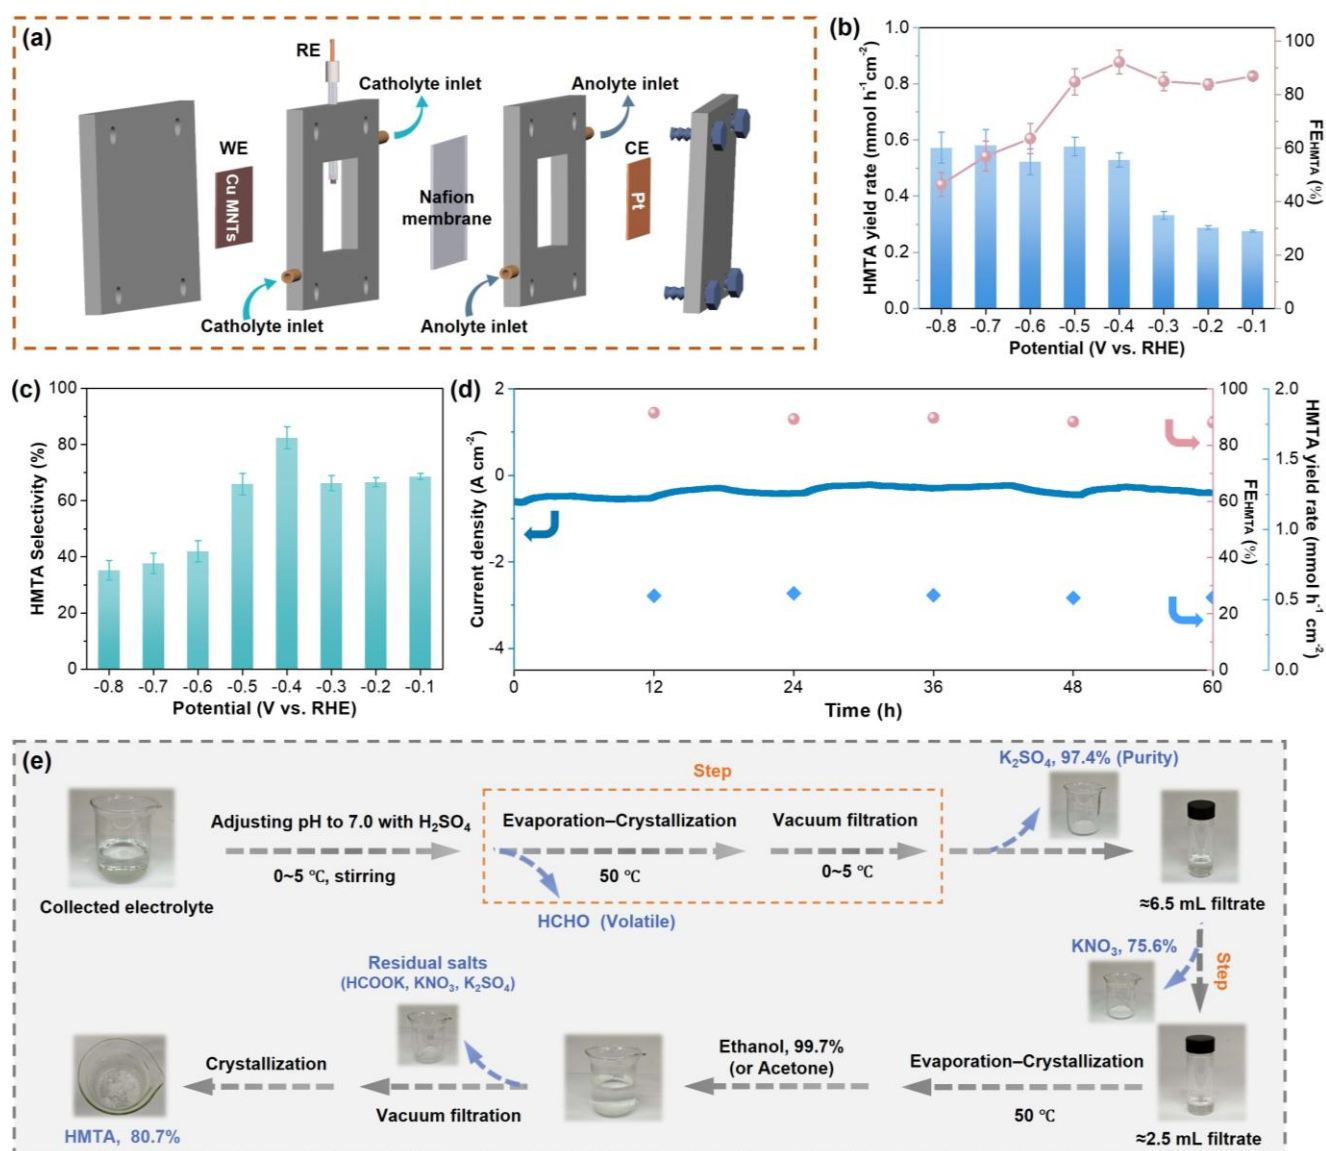 (a)
RE
Catholyte inlet
Anolyte inlet
WE
Cu MNTs
Nafion
membrane
CE
Pt
Catholyte inlet
Anolyte inlet
(b)
HMTA yield rate (mmol h⁻¹cm⁻²)
1.0
0.8
0.6
0.4
0.2
0.0
-0.8 -0.7 -0.6 -0.5 -0.4 -0.3 -0.2 -0.1
Potential (V vs. RHE)
100
80
60
40
20
0
FEHMTA (%)
(c)
HMTA Selectivity (%)
100
80
60
40
20
0
-0.8 -0.7 -0.6 -0.5 -0.4 -0.3 -0.2 -0.1
Potential (V vs. RHE)
(d)
Current density (A cm⁻²)
2
0
-2
-4
0 12 24 36 48 60
Time (h)
100
80
60
40
20
0
FEHMTA (%)
2.0
1.5
1.0
0.5
0.0
HMTA yield rate (mmol h⁻¹ cm⁻²)
(e)
Collected electrolyte
Adjusting pH to 7.0 with H₂SO₄
0~5 ℃, stirring
Step
Evaporation–Crystallization
50 ℃
Vacuum filtration
0~5 ℃
HCHO (Volatile)
K₂SO₄, 97.4% (Purity)
≈6.5 mL filtrate
KNO₃, 75.6%
Step
≈2.5 mL filtrate
Evaporation–Crystallization
50 ℃
Ethanol, 99.7%
(or Acetone)
Residual salts
(HCOOK, KNO₃, K₂SO₄)
Vacuum filtration
Crystallization
HMTA, 80.7%